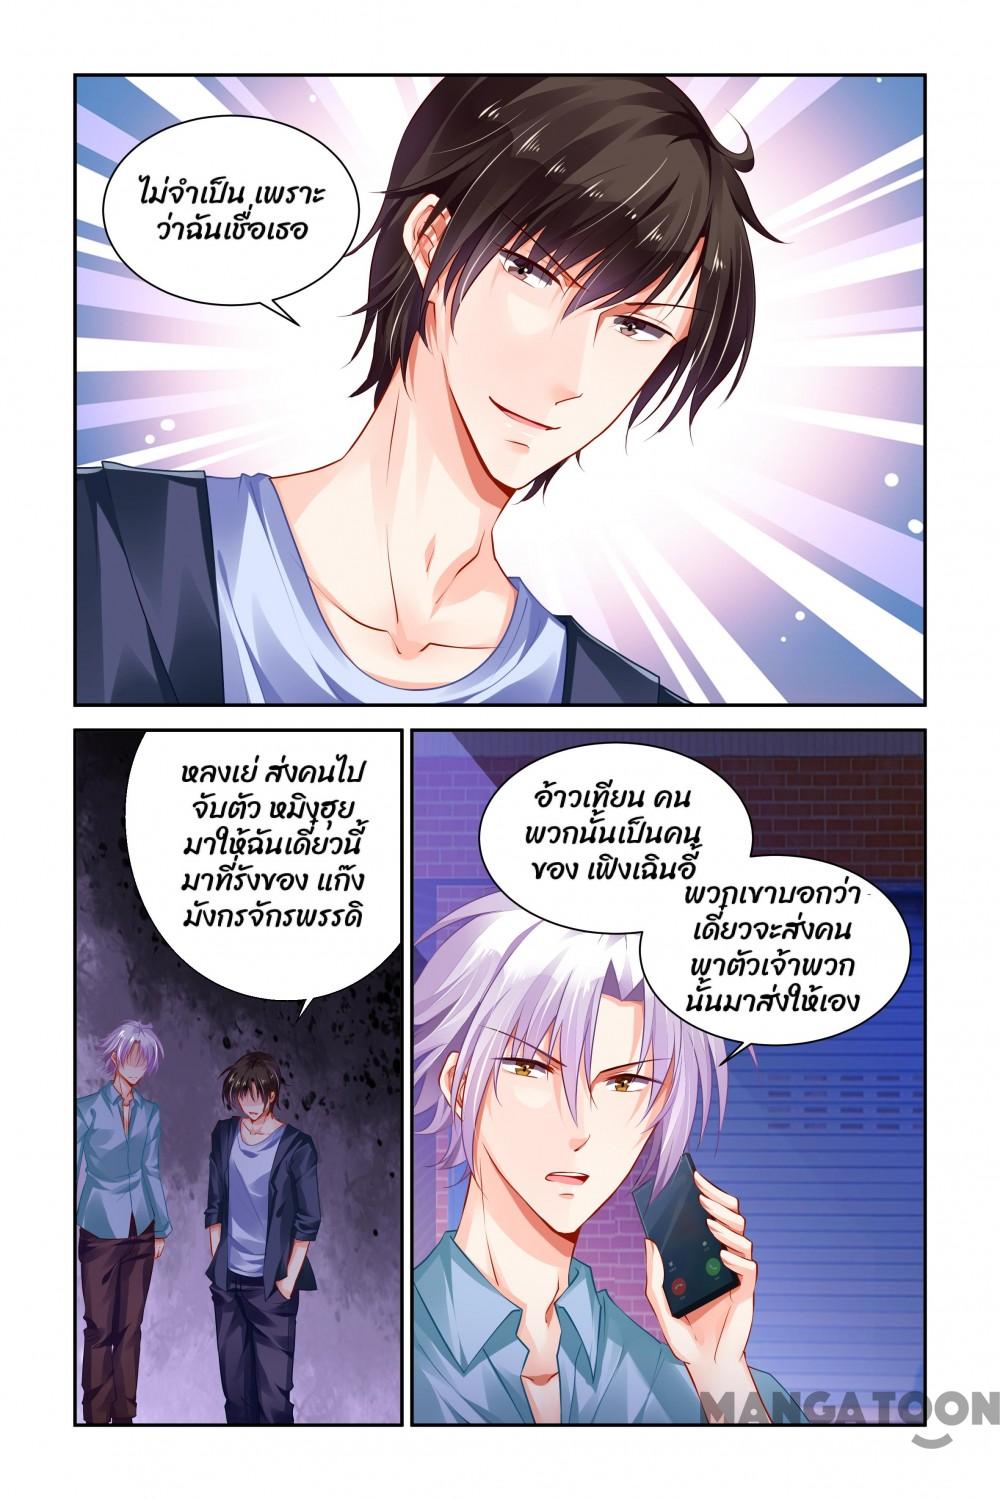 ไม่จำเป็น เพราะ
ว่าฉันเชื่อเธอ
หลงเย่ ส่งคนไป
จับตัว หมิงฮุย
มาให้ฉันเดี๋ยวนี้
มาที่รังของ แก๊ง
มังกรจักรพรรดิ
อ้าวเทียน คน
พวกนั้นเป็นคน
ของ เฟิงเฉินอี้
พวกเขาบอกว่า
เดี๋ยวจะส่งคน
พาตัวเจ้าพวก
นั้นมาส่งให้เอง
MANGATOON